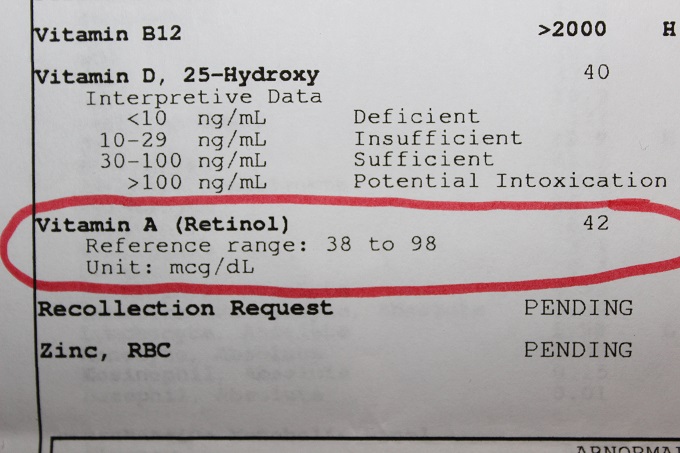 Vitamin B12 >2000 H
Vitamin D, 25-Hydroxy 40
Interpretive Data
<10 ng/mL Deficient
10-29 ng/mL Insufficient
30-100 ng/mL Sufficient
>100 ng/mL Potential Intoxication
Vitamin A (Retinol) 42
Reference range: 38 to 98
Unit: mcg/dL
Recollection Request PENDING
Zinc, RBC PENDING